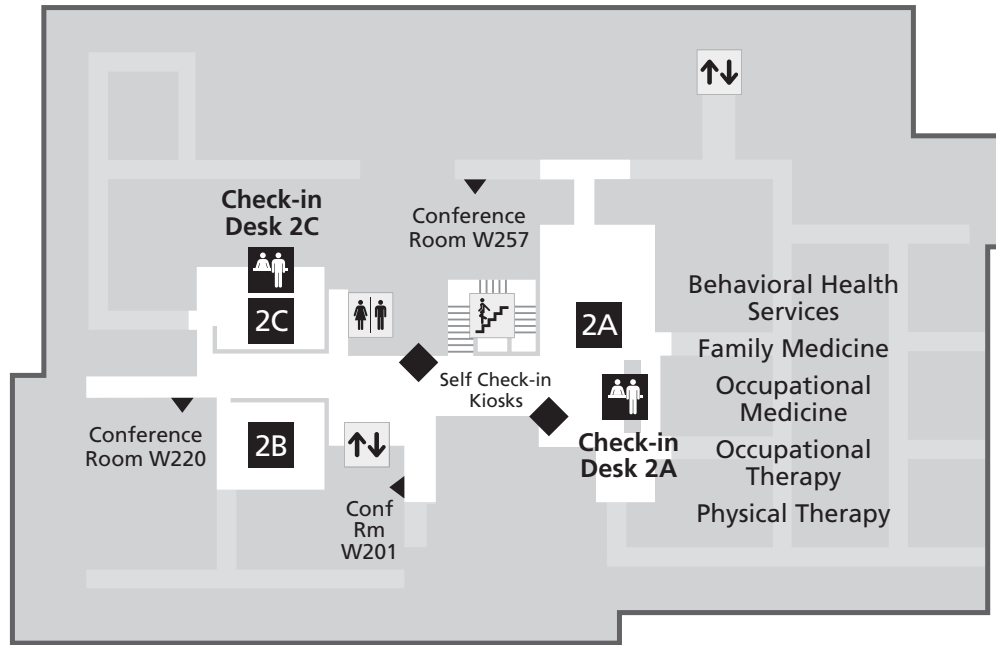 Check-in
Desk 2C
Conference
Room W257
2C
2A
Behavioral Health
Services
Family Medicine
Self Check-in
Kiosks
Occupational
Medicine
Conference
Room W220
2B
Check-in
Desk 2A
Occupational
Therapy
Conf
Rm
W201
Physical Therapy